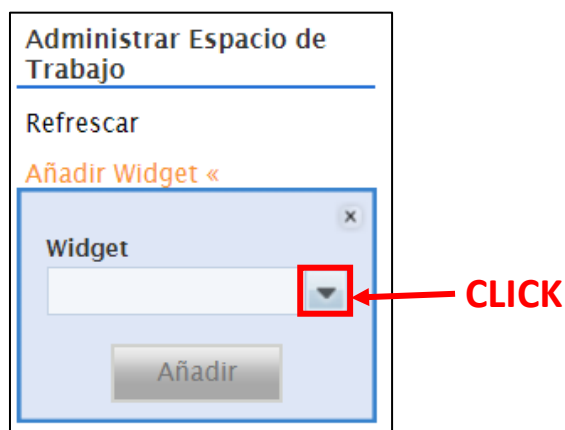 Administrar Espacio de
Trabajo
Refrescar
Añadir Widget «
x
Widget
CLICK
Añadir